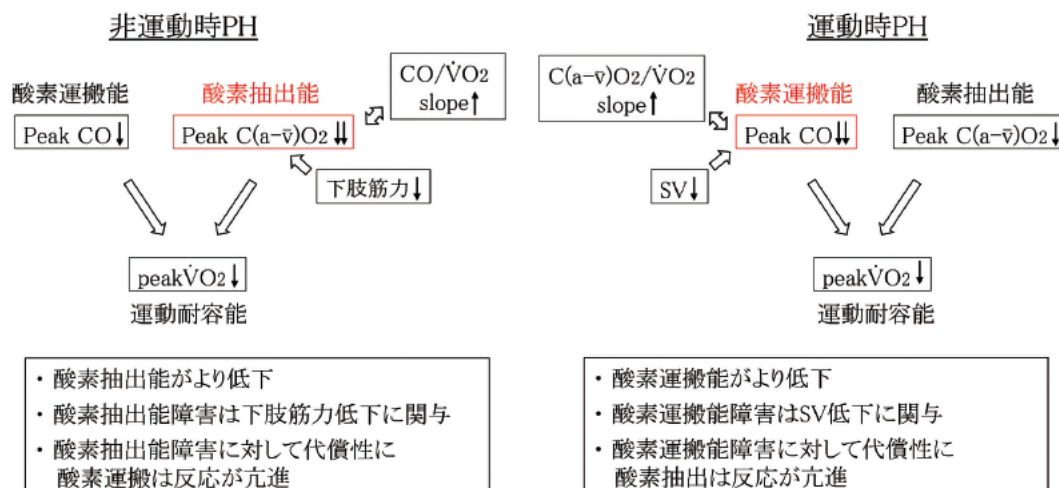 非運動時PH
酸素運搬能
Peak CO↓
酸素抽出能
Peak C(a-v̄)O2⇊
CO/V̇O2
slope↑
下肢筋力↓
peakV̇O2↓
運動耐容能
・酸素抽出能がより低下
・酸素抽出能障害は下肢筋力低下に関与
・酸素抽出能障害に対して代償性に
酸素運搬は反応が亢進
運動時PH
C(a-v̄)O2/V̇O2
slope↑
酸素運搬能
Peak CO⇊
酸素抽出能
Peak C(a-v̄)O2↓
SV↓
peakV̇O2↓
運動耐容能
・酸素運搬能がより低下
・酸素運搬能障害はSV低下に関与
・酸素運搬能障害に対して代償性に
酸素抽出は反応が亢進